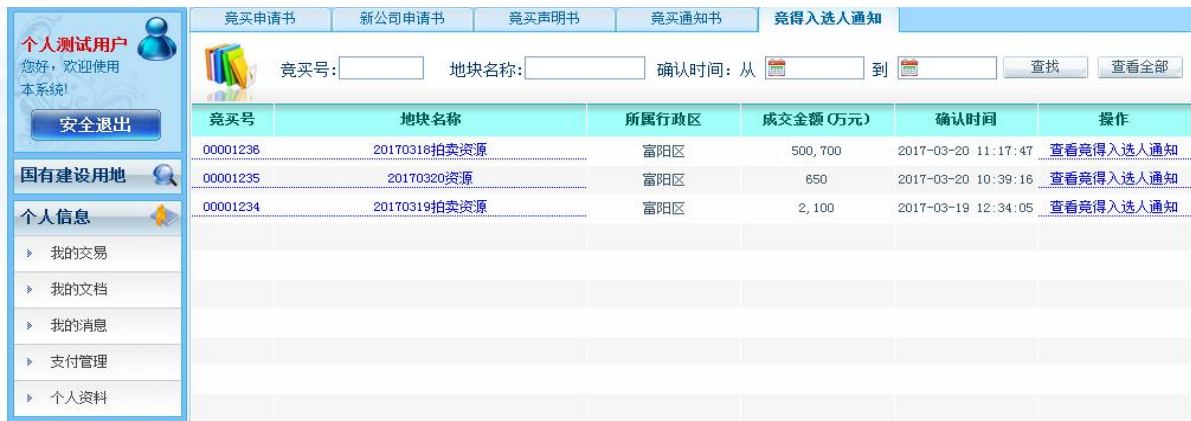 竞买申请书 新公司申请书 竞买声明书 竞买通知书 竞得入选人通知
个人测试用户
您好，欢迎使用
本系统!
安全退出
国有建设用地
个人信息
我的交易
我的文档
我的消息
支付管理
个人资料
竞买号: 地块名称: 确认时间: 从 到 查找 查看全部
竞买号 地块名称 所属行政区 成交金额(万元) 确认时间 操作
00001236 20170318拍卖资源 富阳区 500,700 2017-03-20 11:17:47 查看竞得入选人通知
00001235 20170320资源 富阳区 650 2017-03-20 10:39:16 查看竞得入选人通知
00001234 20170319拍卖资源 富阳区 2,100 2017-03-19 12:34:05 查看竞得入选人通知